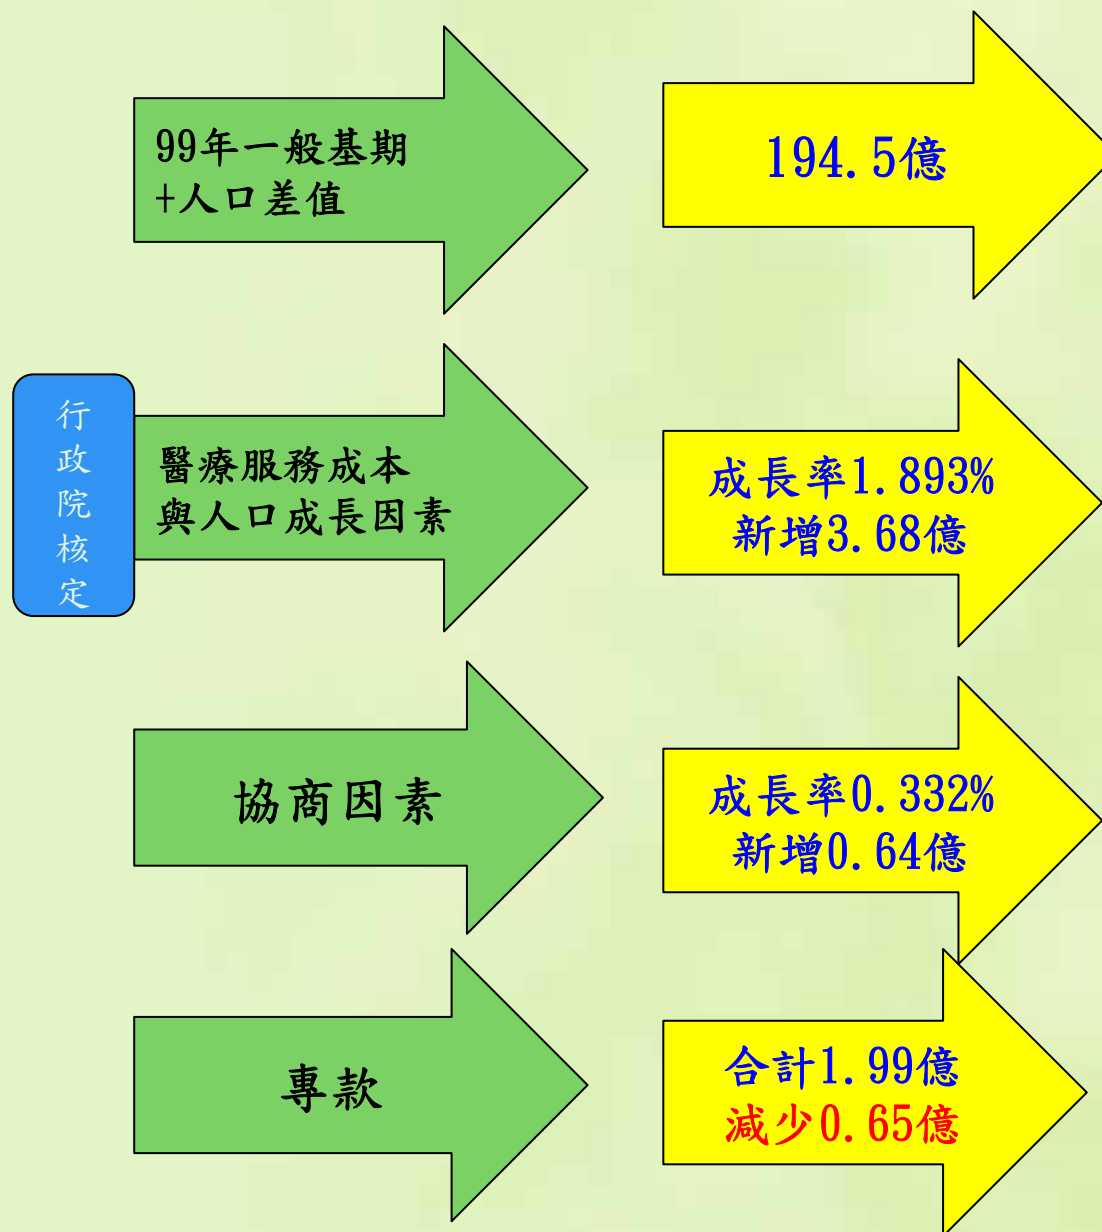 99年一般基期
+人口差值
194.5億
行政院核定
醫療服務成本
與人口成長因素
成長率1.893%
新增3.68億
協商因素
成長率0.332%
新增0.64億
專款
合計1.99億
減少0.65億